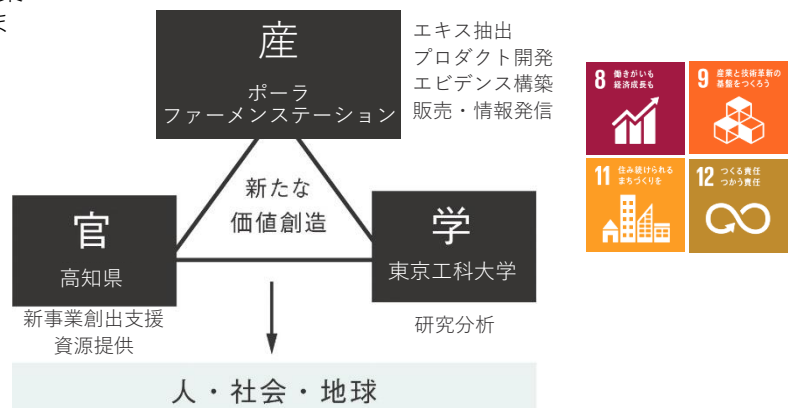 産
ポーラ
ファーメンステーション
エキス抽出
プロダクト開発
エビデンス構築
販売・情報発信
新たな
価値創造
官
高知県
新事業創出支援
資源提供
学
東京工科大学
研究分析
人・社会・地球
8 働きがいも
経済成長も
9 産業と技術革新の
基盤をつくろう
11 住み続けられる
まちづくりを
12 つくる責任
つかう責任